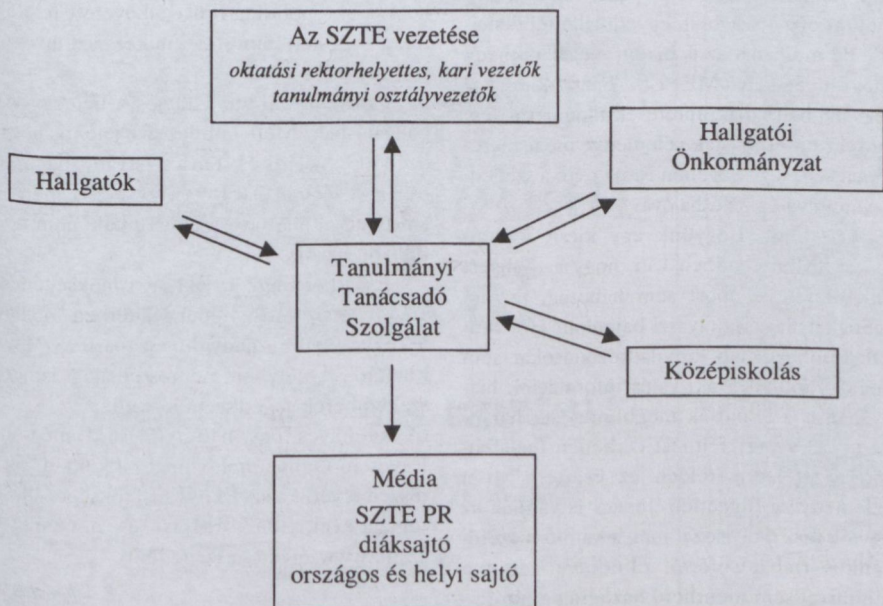 Az SZTE vezetése
oktatási rektorhelyettes, kari vezetők
tanulmányi osztályvezetők
Hallgatói
Önkormányzat
Hallgatók
Tanulmányi
Tanácsadó
Szolgálat
Középiskolás
Média
SZTE PR
diáksajtó
országos és helyi sajtó